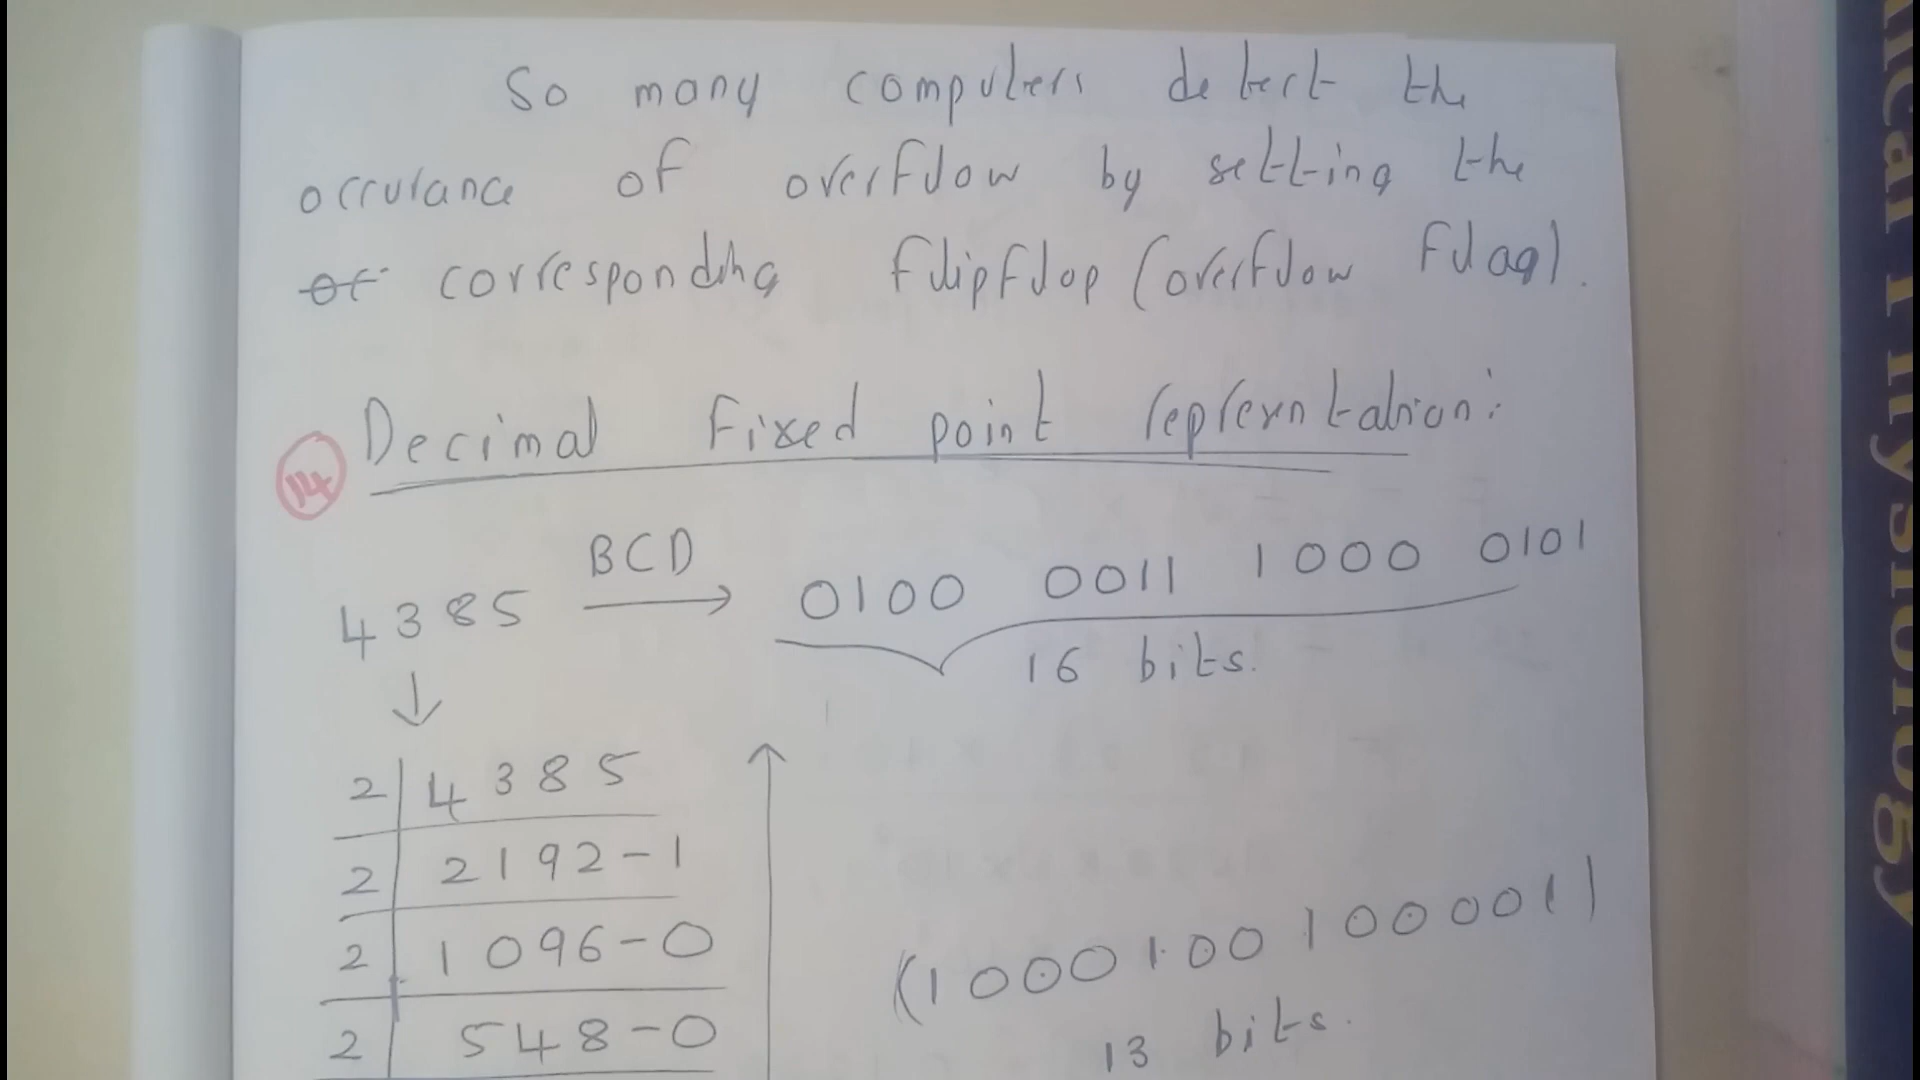 So many computers detect the
occurance of overflow by setting the
of corresponding flipflop (overflow Flag).
14 Decimal Fixed point representation:
4385 BCD → 0100 0011 1000 0101
16 bits.
↓
2 4385
2 2192-1
2 1096-0
(1000100100001)
2 548-0
13 bits.